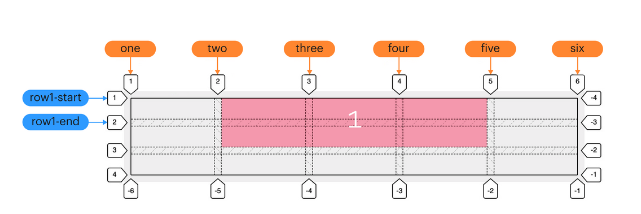 one two three four five six
1 2 3 4 5 6
row1-start 1 -4
row1-end 2 1 -3
3 -2
4 -1
-6 -5 -4 -3 -2 -1